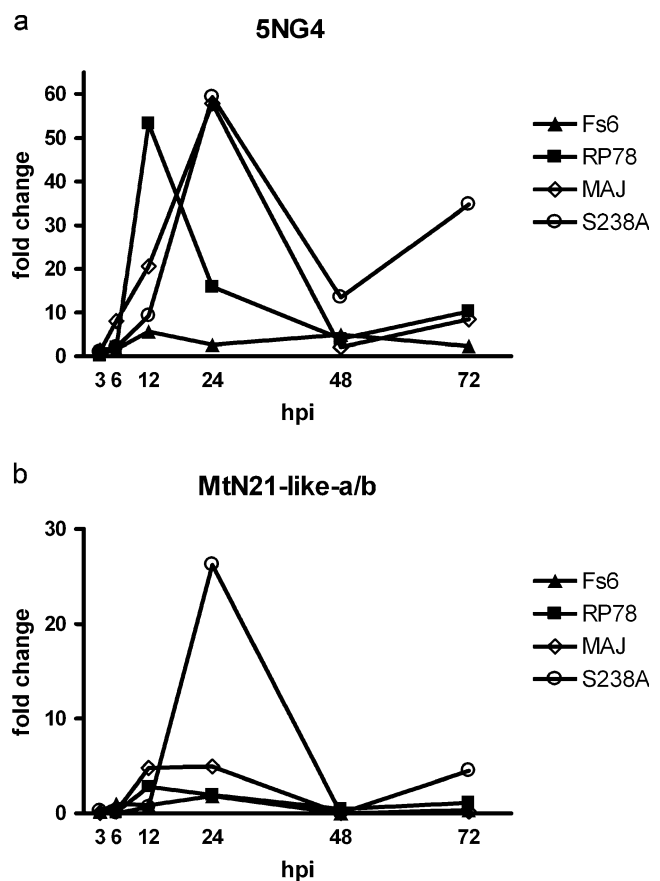 a
5NG4
60
50
40
30
20
10
0
fold change
3 6 12 24 48 72
hpi
Fs6
RP78
MAJ
S238A
b
MtN21-like-a/b
30
20
10
0
fold change
3 6 12 24 48 72
hpi
Fs6
RP78
MAJ
S238A